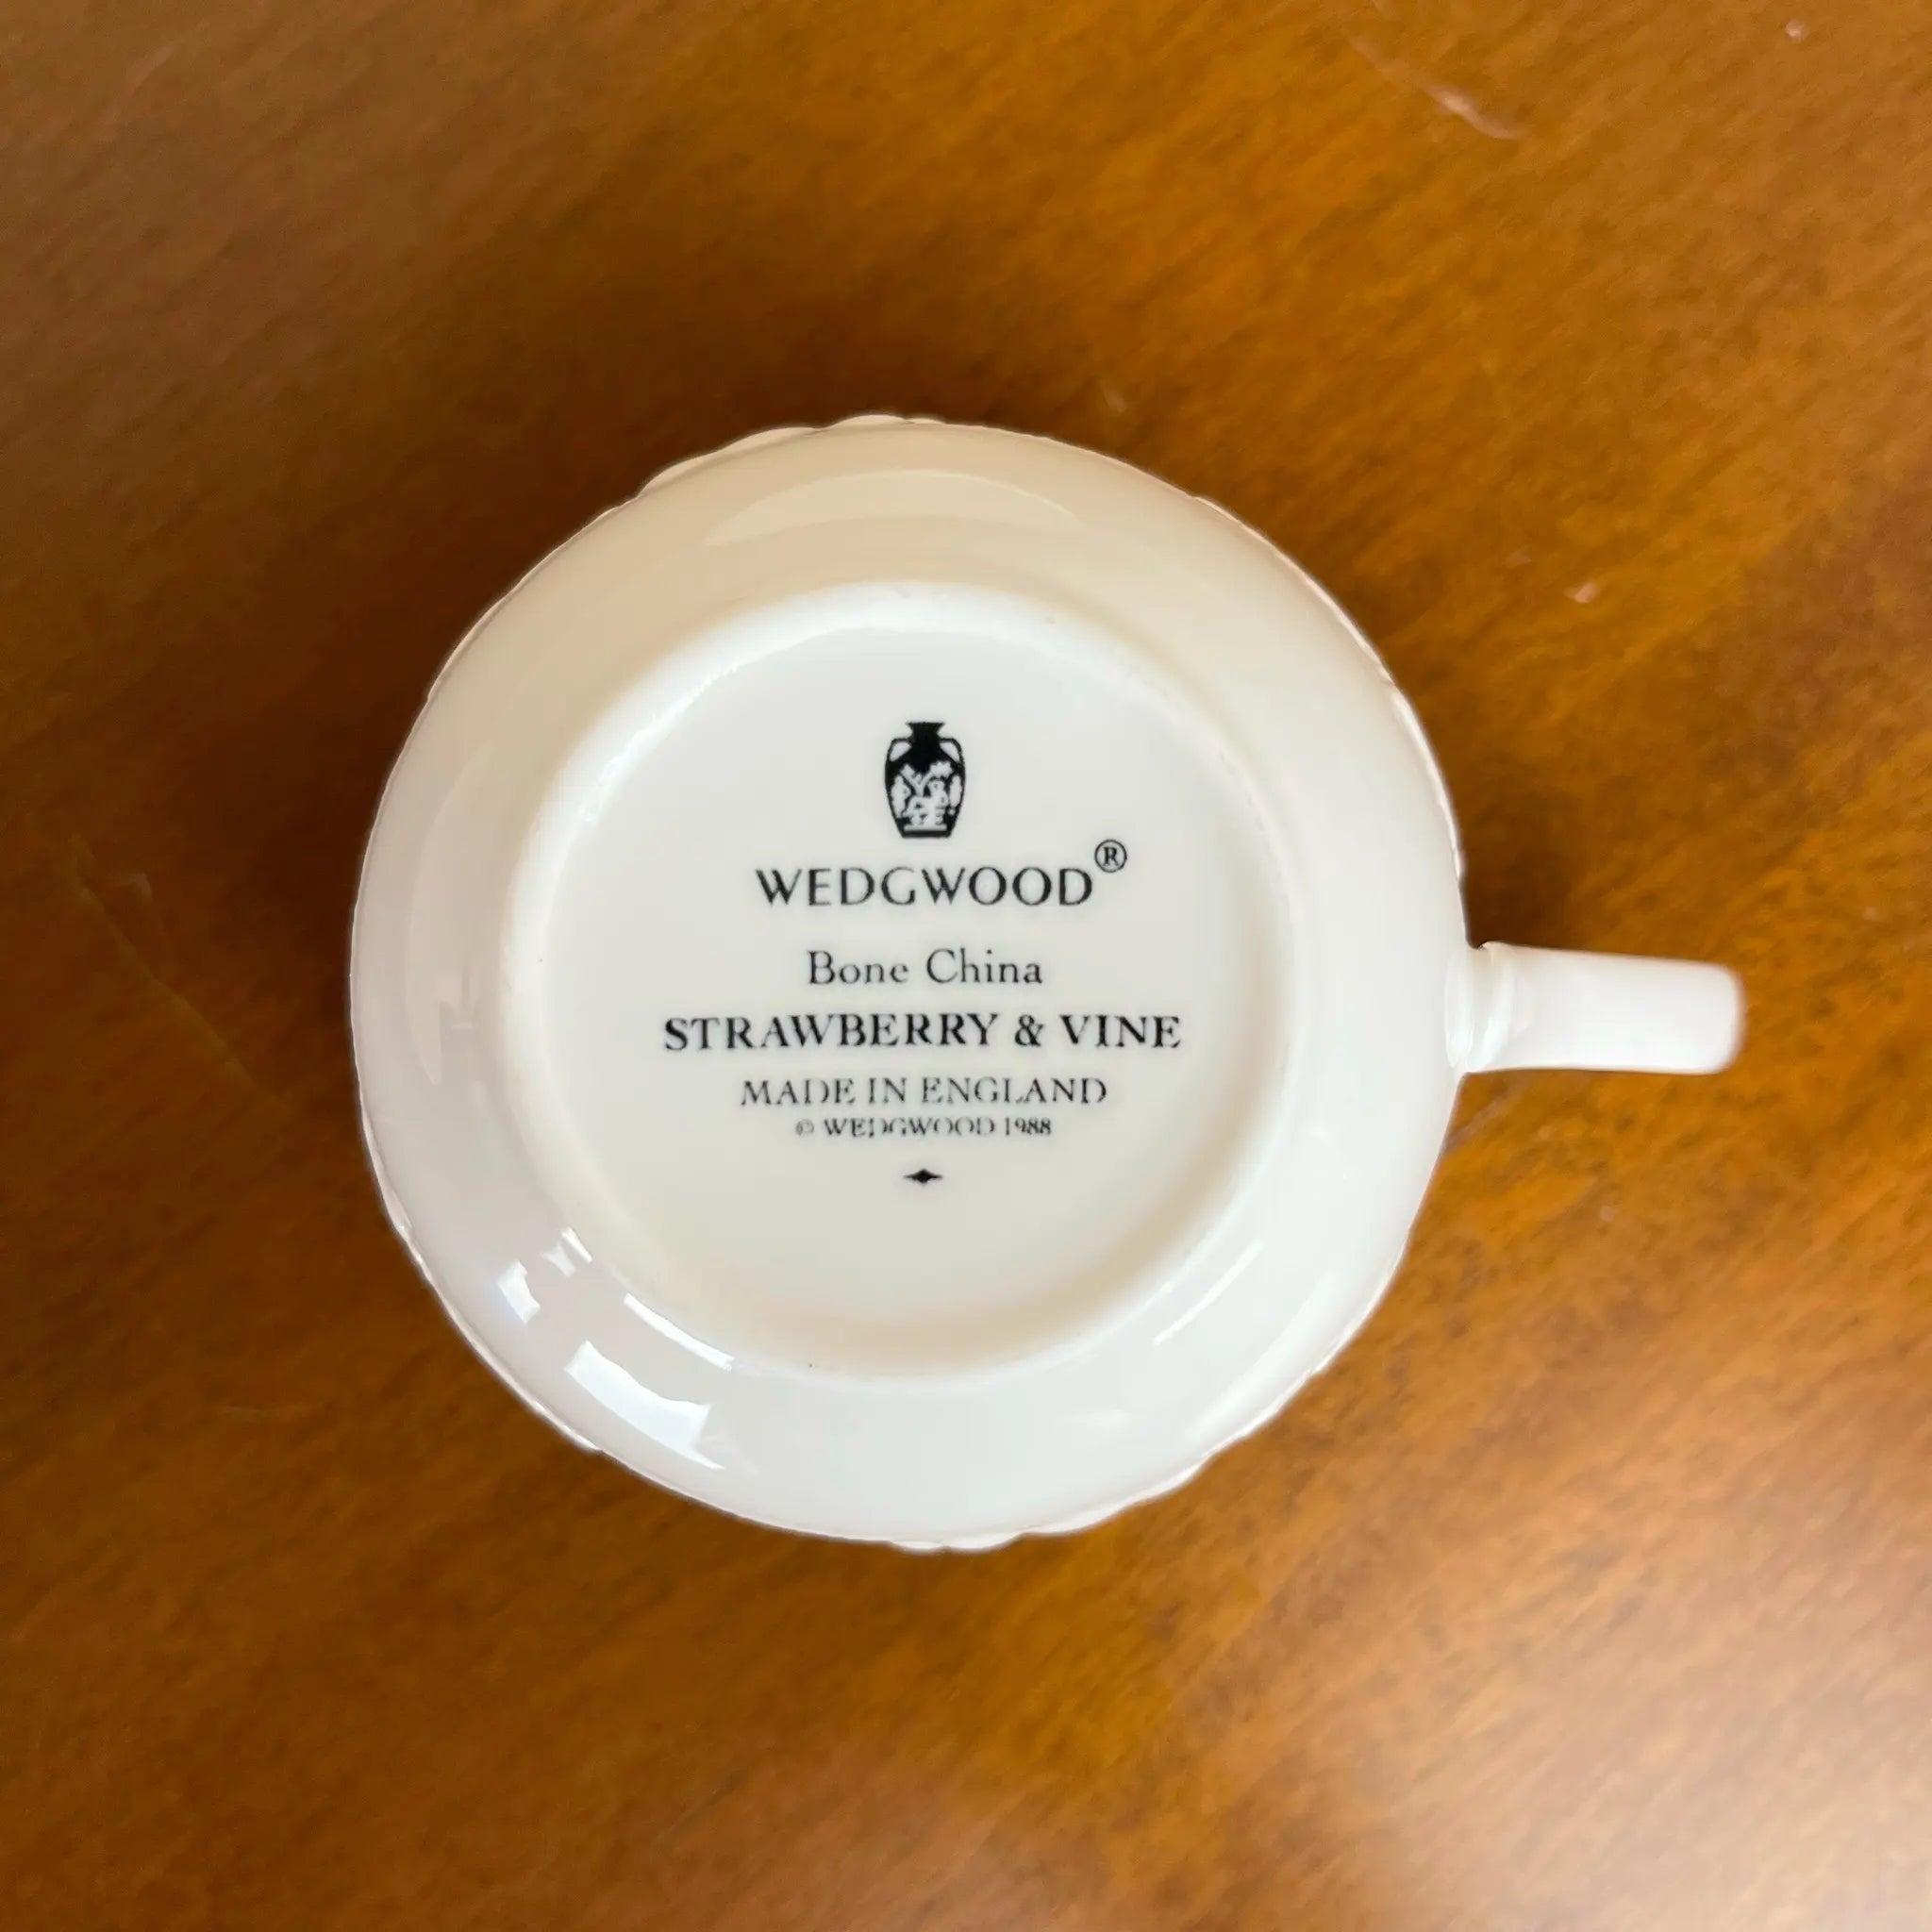 WEDGWOOD®
Bone China
STRAWBERRY & VINE
MADE IN ENGLAND
© WEDGWOOD 1988